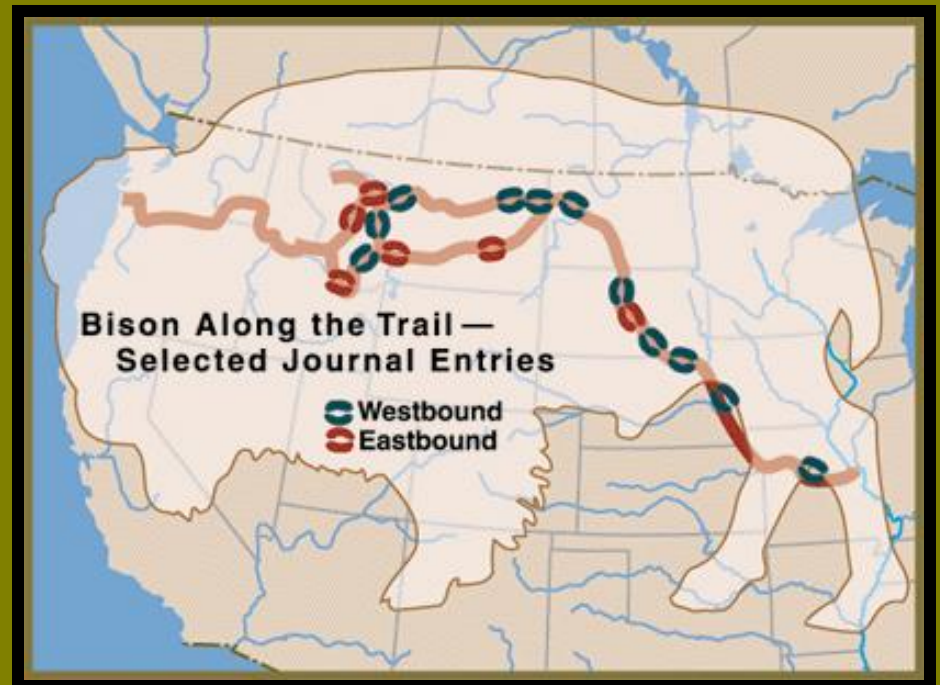 Bison Along the Trail —
Selected Journal Entries
Westbound
Eastbound